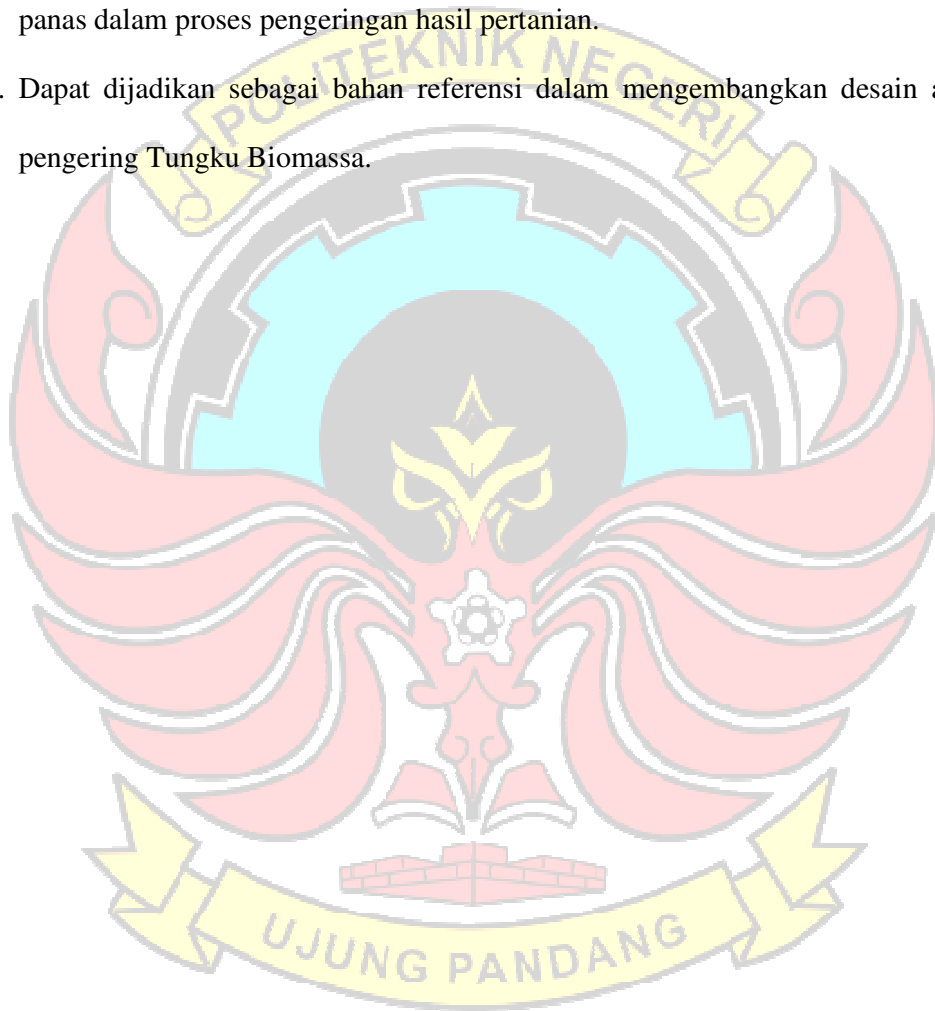 panas dalam proses pengeringan hasil pertanian.
. Dapat dijadikan sebagai bahan referensi dalam mengembangkan desain
pengering Tungku Biomassa.
POLITEKNIK NEGERI
UJUNG PANDANG